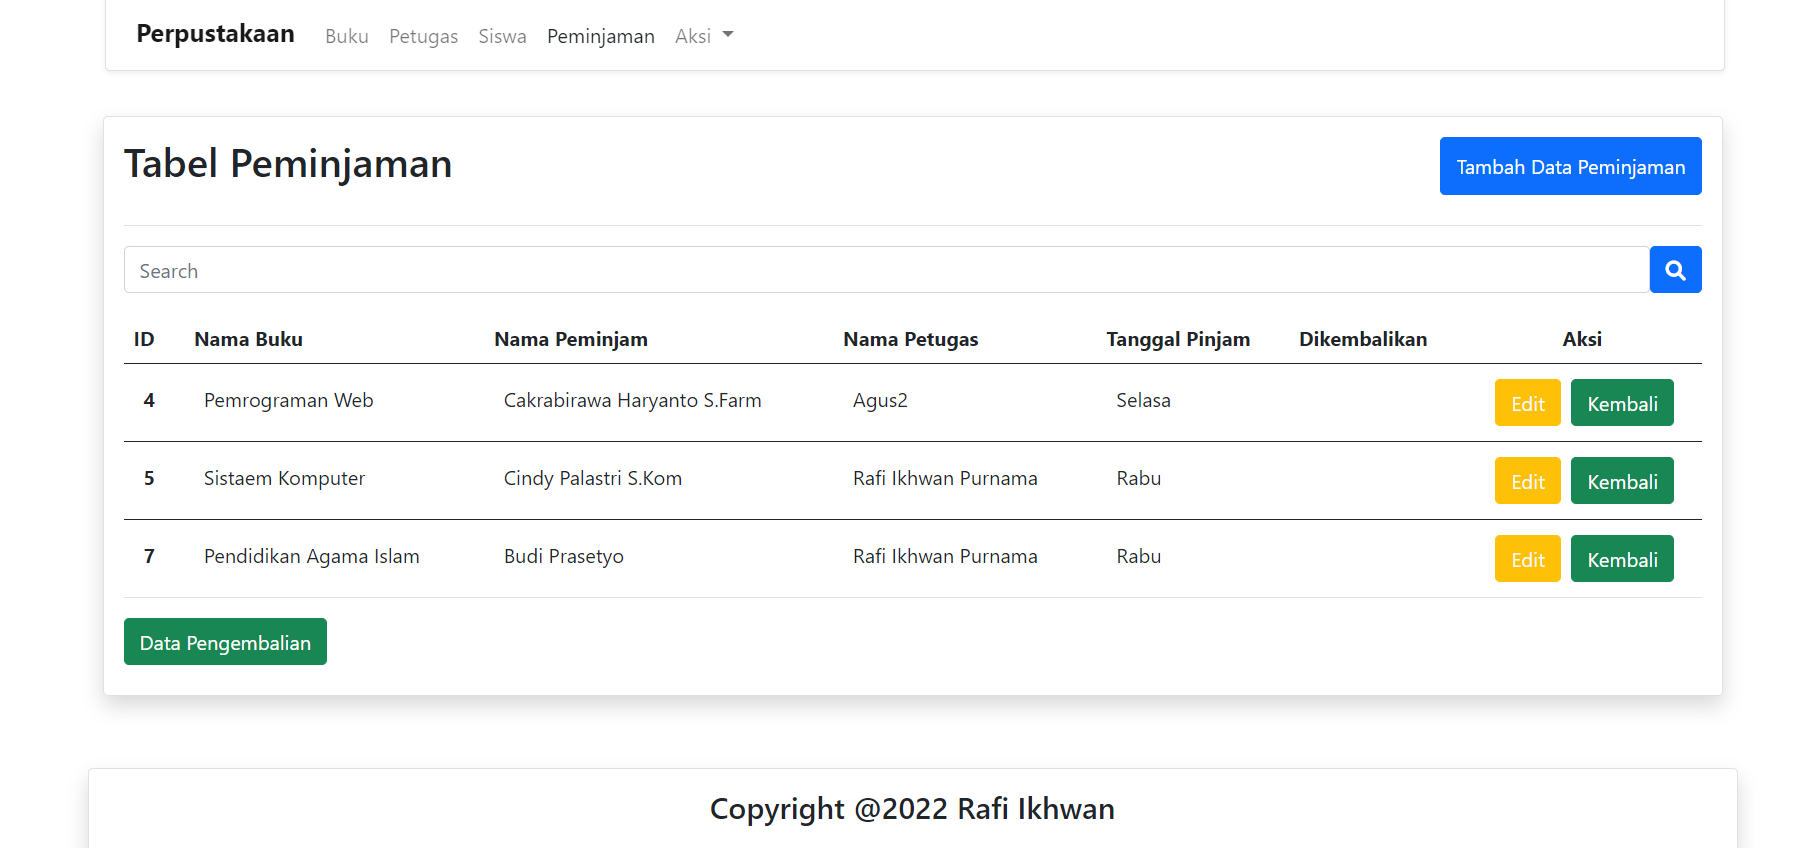 Perpustakaan Buku Petugas Siswa Peminjaman Aksi
Tabel Peminjaman Tambah Data Peminjaman
Search
ID Nama Buku Nama Peminjam Nama Petugas Tanggal Pinjam Dikembalikan Aksi
4 Pemrograman Web Cakrabirawa Haryanto S.Farm Agus2 Selasa Edit Kembali
5 Sistaem Komputer Cindy Palastri S.Kom Rafi Ikhwan Purnama Rabu Edit Kembali
7 Pendidikan Agama Islam Budi Prasetyo Rafi Ikhwan Purnama Rabu Edit Kembali
Data Pengembalian
Copyright @2022 Rafi Ikhwan